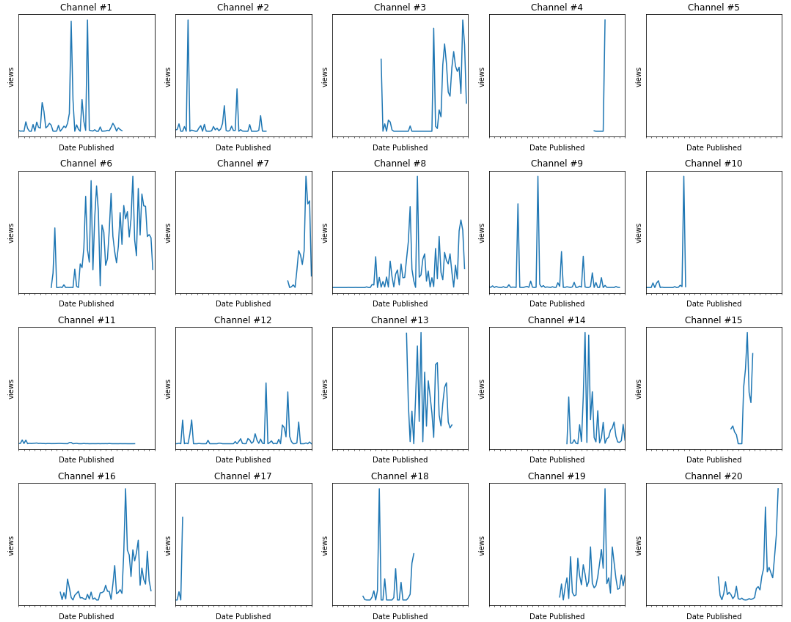 Channel #1 Channel #2 Channel #3 Channel #4 Channel #5
views views views views views
Date Published Date Published Date Published Date Published Date Published
Channel #6 Channel #7 Channel #8 Channel #9 Channel #10
views views views views views
Date Published Date Published Date Published Date Published Date Published
Channel #11 Channel #12 Channel #13 Channel #14 Channel #15
views views views views views
Date Published Date Published Date Published Date Published Date Published
Channel #16 Channel #17 Channel #18 Channel #19 Channel #20
views views views views views
Date Published Date Published Date Published Date Published Date Published